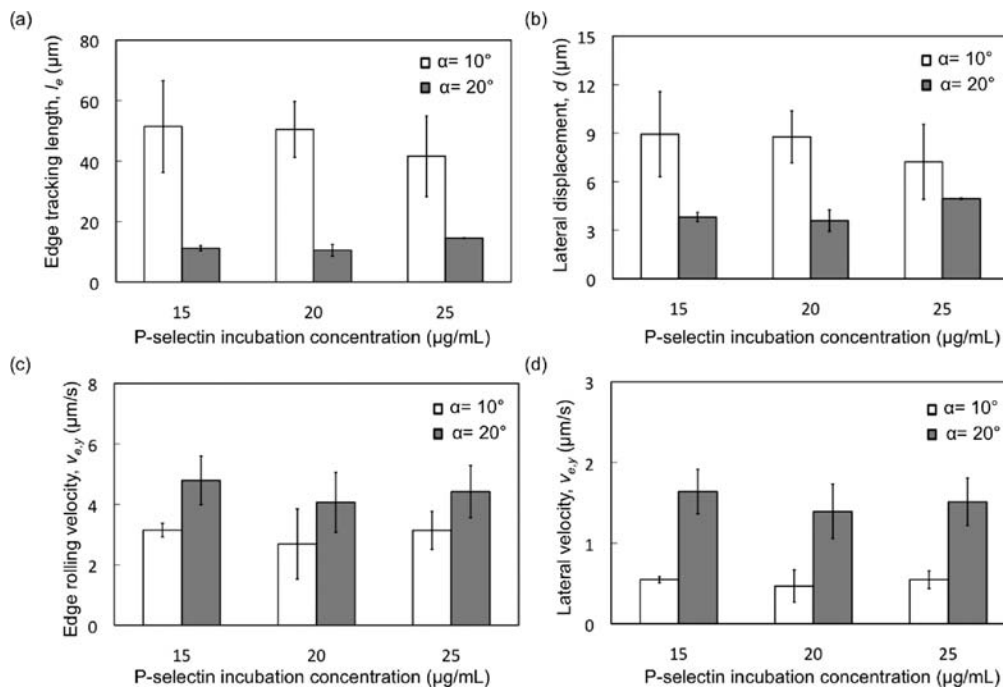 (a)
Edge tracking length, l_e (µm)
80
60
40
20
0
α= 10°
α= 20°
15
20
25
P-selectin incubation concentration (µg/mL)
(b)
Lateral displacement, d (µm)
15
12
9
6
3
0
α= 10°
α= 20°
15
20
25
P-selectin incubation concentration (µg/mL)
(c)
Edge rolling velocity, v_e,y (µm/s)
8
6
4
2
0
α= 10°
α= 20°
15
20
25
P-selectin incubation concentration (µg/mL)
(d)
Lateral velocity, v_e,y (µm/s)
3
2
1
0
α= 10°
α= 20°
15
20
25
P-selectin incubation concentration (µg/mL)